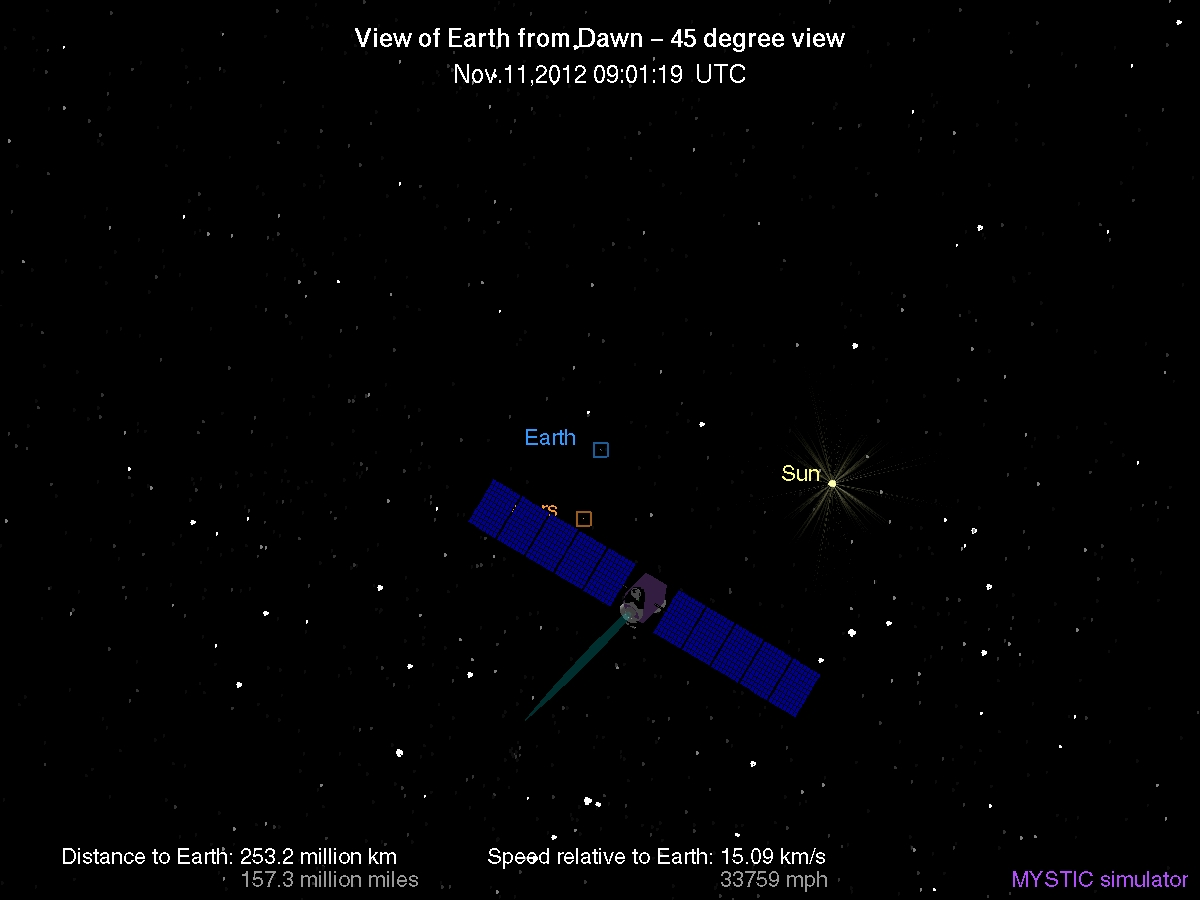 View of Earth from Dawn – 45 degree view
Nov.11,2012 09:01:19 UTC
Earth
Sun
rs
Distance to Earth: 253.2 million km
157.3 million miles
Speed relative to Earth: 15.09 km/s
33759 mph
MYSTIC simulator